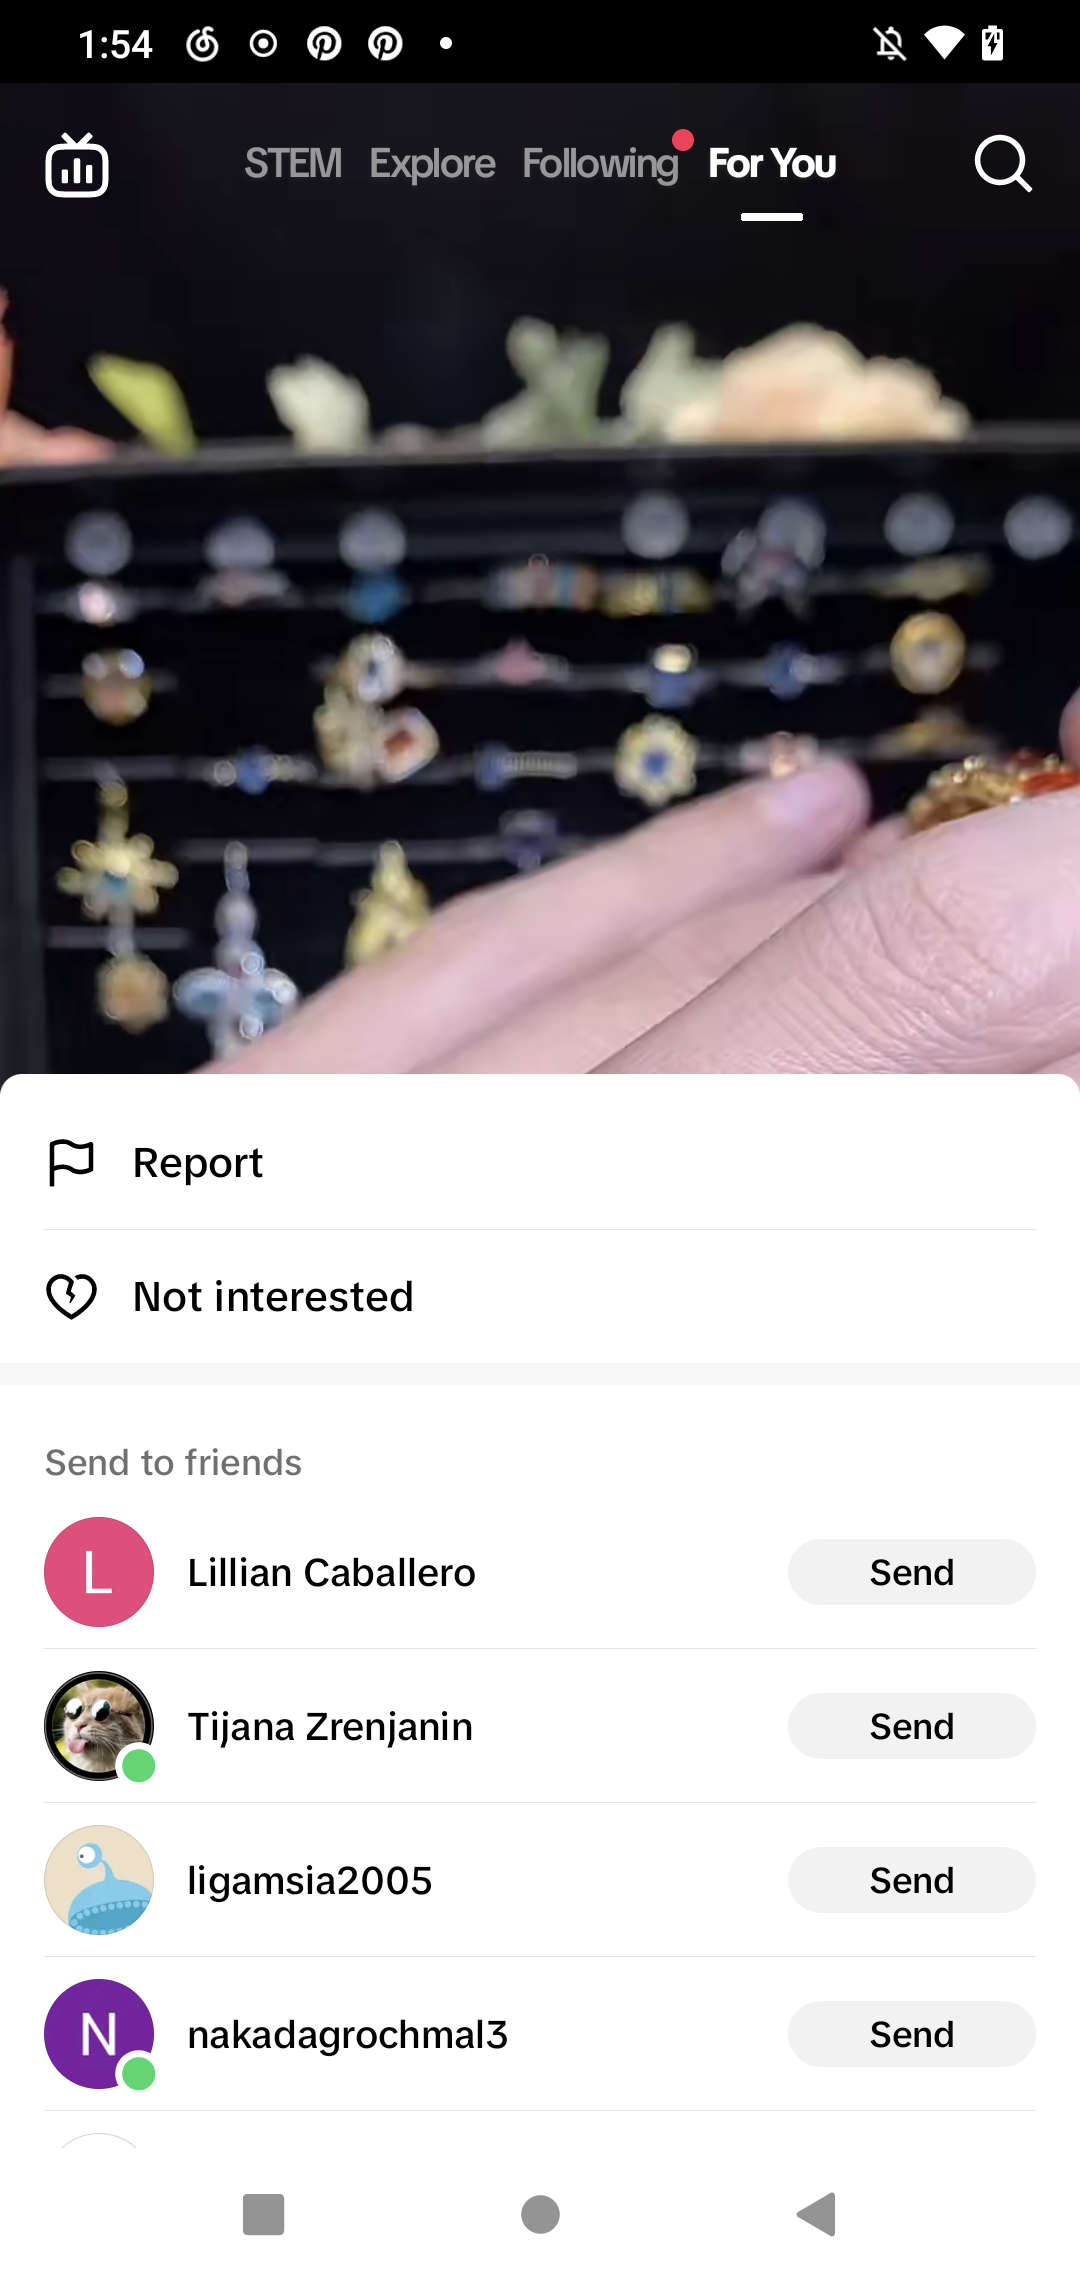 1:54
STEM Explore Following For You
Report
Not interested
Send to friends
L Lillian Caballero Send
Tijana Zrenjanin Send
ligamsia2005 Send
N nakadagrochmal3 Send